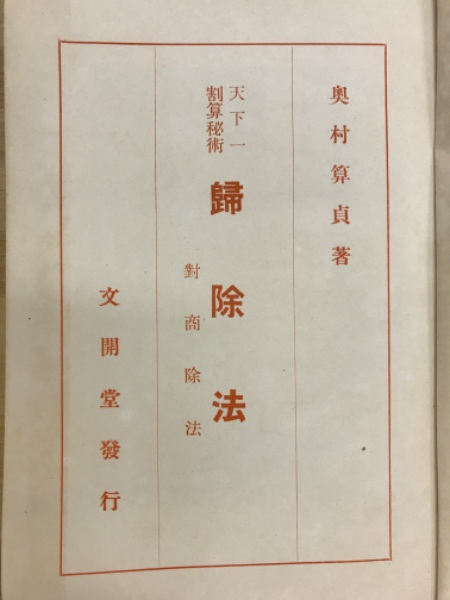 奥村算貞著
天下一
割算秘術
歸除法
對商除法
文開堂發行